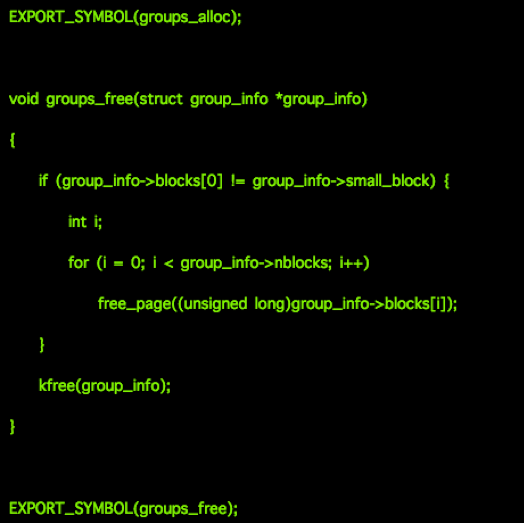 EXPORT_SYMBOL(groups_alloc);
void groups_free(struct group_info *group_info)
{
if (group_info->blocks[0] != group_info->small_block) {
int i;
for (i = 0; i < group_info->nblocks; i++)
free_page((unsigned long)group_info->blocks[i]);
}
kfree(group_info);
}
EXPORT_SYMBOL(groups_free);